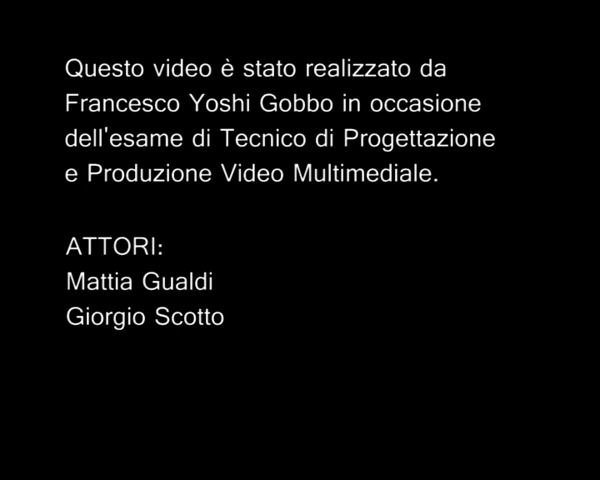 Questo video è stato realizzato da
Francesco Yoshi Gobbo in occasione
dell'esame di Tecnico di Progettazione
e Produzione Video Multimediale.
ATTORI:
Mattia Gualdi
Giorgio Scotto